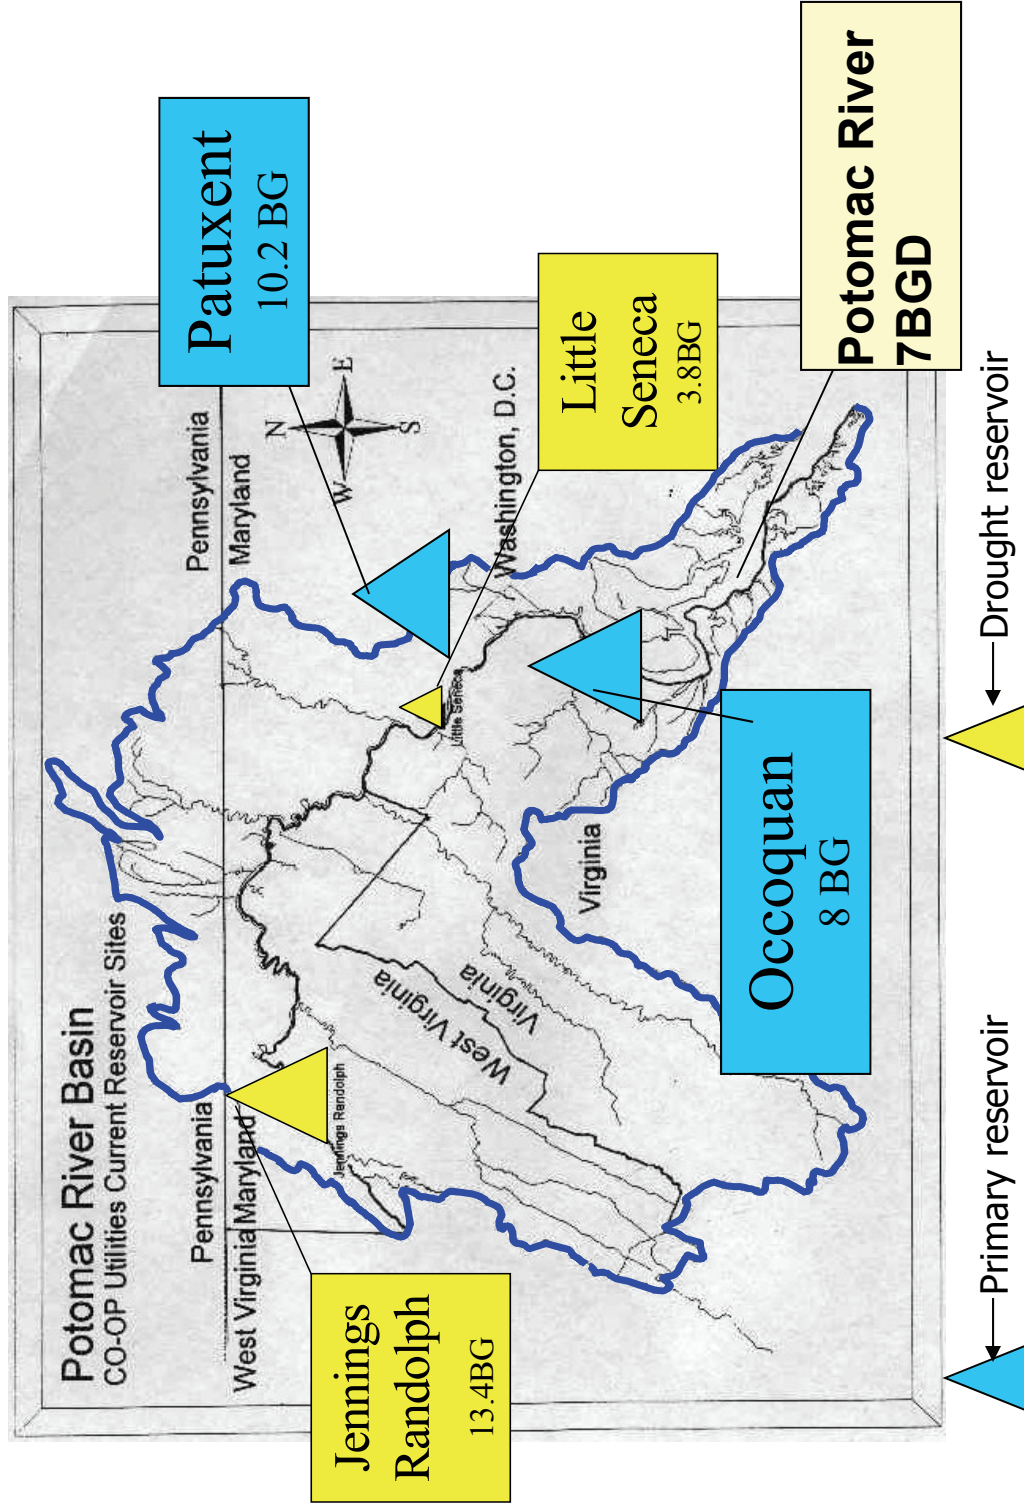 Potomac River Basin
CO-OP Utilities Current Reservoir Sites
Patuxent
10.2 BG
Pennsylvania
Pennsylvania
West Virginia
Maryland
Maryland
N
W
E
S
Jennings
Randolph
13.4BG
Jennings Randolph
Little Seneca
Washington, D.C.
Little
Seneca
3.8BG
West Virginia
Virginia
Virginia
Occoquan
8 BG
Potomac River
7BGD
Primary reservoir
Drought reservoir